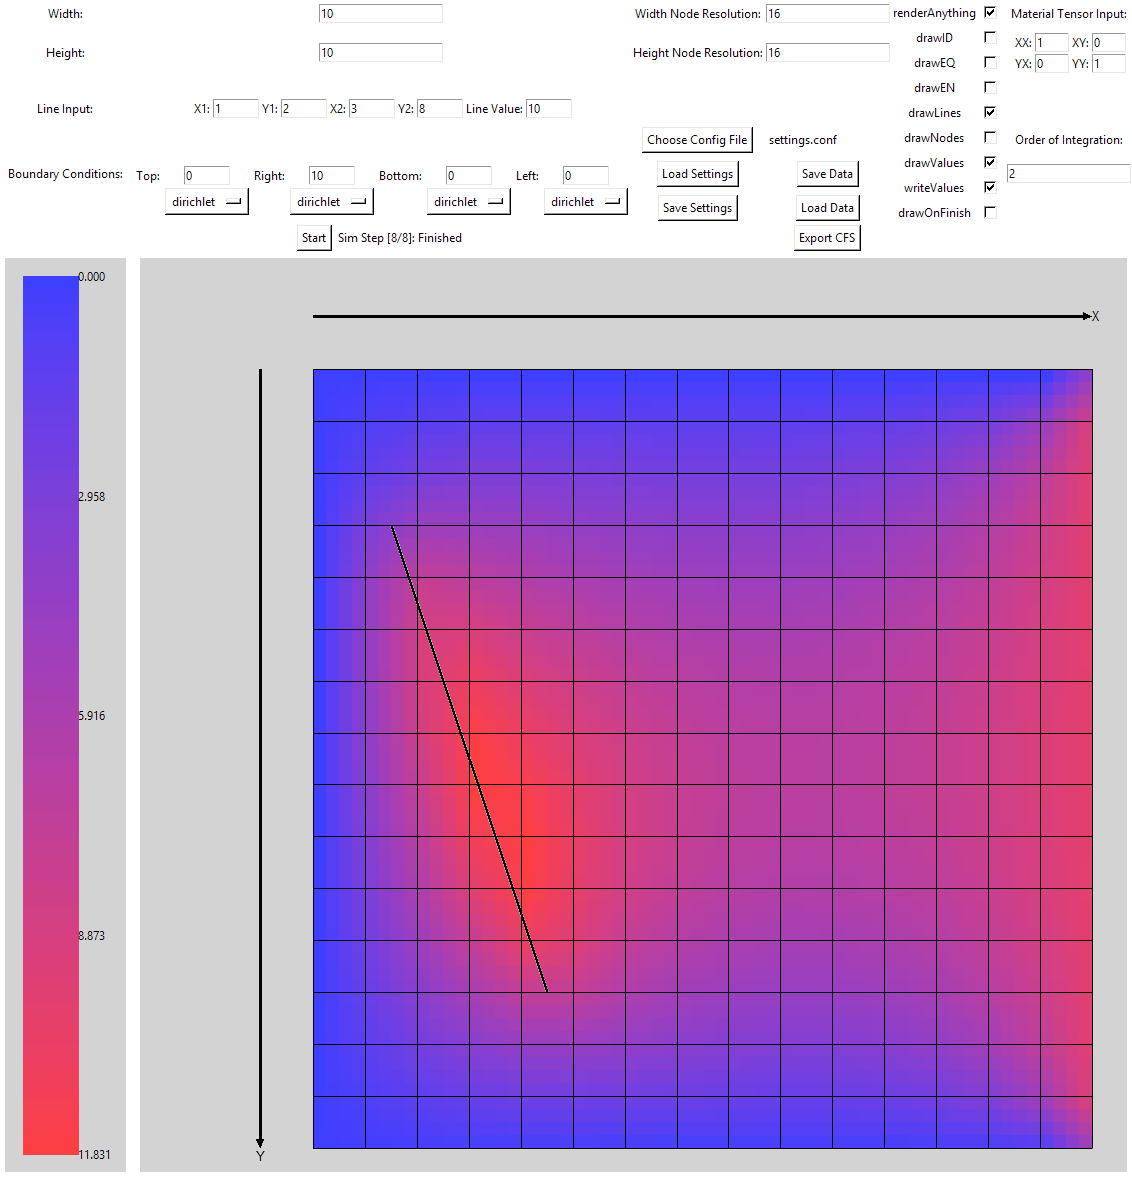 Width: 10 Width Node Resolution: 16 renderAnything Material Tensor Input:
drawID XX: 1 XY: 0
Height: 10 Height Node Resolution: 16 drawEQ YX: 0 YY: 1
drawEN
Line Input: X1: 1 Y1: 2 X2: 3 Y2: 8 Line Value: 10 drawLines
Choose Config File settings.conf drawNodes Order of Integration:
drawValues
Boundary Conditions: Top: 0 Right: 10 Bottom: 0 Left: 0 Load Settings Save Data 2
writeValues
dirichlet dirichlet dirichlet dirichlet Save Settings Load Data drawOnFinish
Start Sim Step [8/8]: Finished Export CFS
0.000
X
2.958
5.916
8.873
11.831
Y